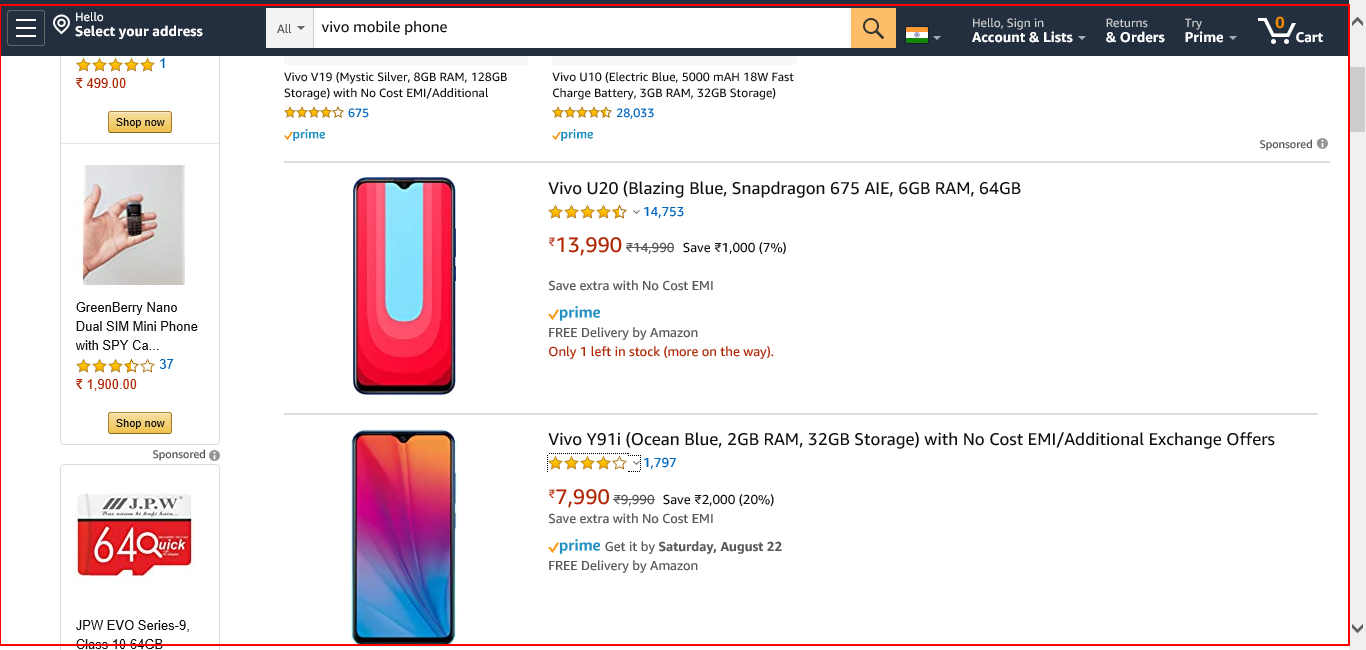 Hello
Select your address
All
vivo mobile phone
Hello, Sign in
Account & Lists
Returns
& Orders
Try
Prime
0
Cart
1
₹ 499.00
Shop now
GreenBerry Nano
Dual SIM Mini Phone
with SPY Ca...
37
₹ 1,900.00
Shop now
Sponsored
J.P.W
64 Quick
JPW EVO Series-9,
Class 10 64GB
Vivo V19 (Mystic Silver, 8GB RAM, 128GB
Storage) with No Cost EMI/Additional
675
prime
Vivo U10 (Electric Blue, 5000 mAH 18W Fast
Charge Battery, 3GB RAM, 32GB Storage)
28,033
prime
Sponsored
Vivo U20 (Blazing Blue, Snapdragon 675 AIE, 6GB RAM, 64GB
14,753
₹13,990 ₹14,990 Save ₹1,000 (7%)
Save extra with No Cost EMI
prime
FREE Delivery by Amazon
Only 1 left in stock (more on the way).
Vivo Y91i (Ocean Blue, 2GB RAM, 32GB Storage) with No Cost EMI/Additional Exchange Offers
1,797
₹7,990 ₹9,990 Save ₹2,000 (20%)
Save extra with No Cost EMI
prime Get it by Saturday, August 22
FREE Delivery by Amazon